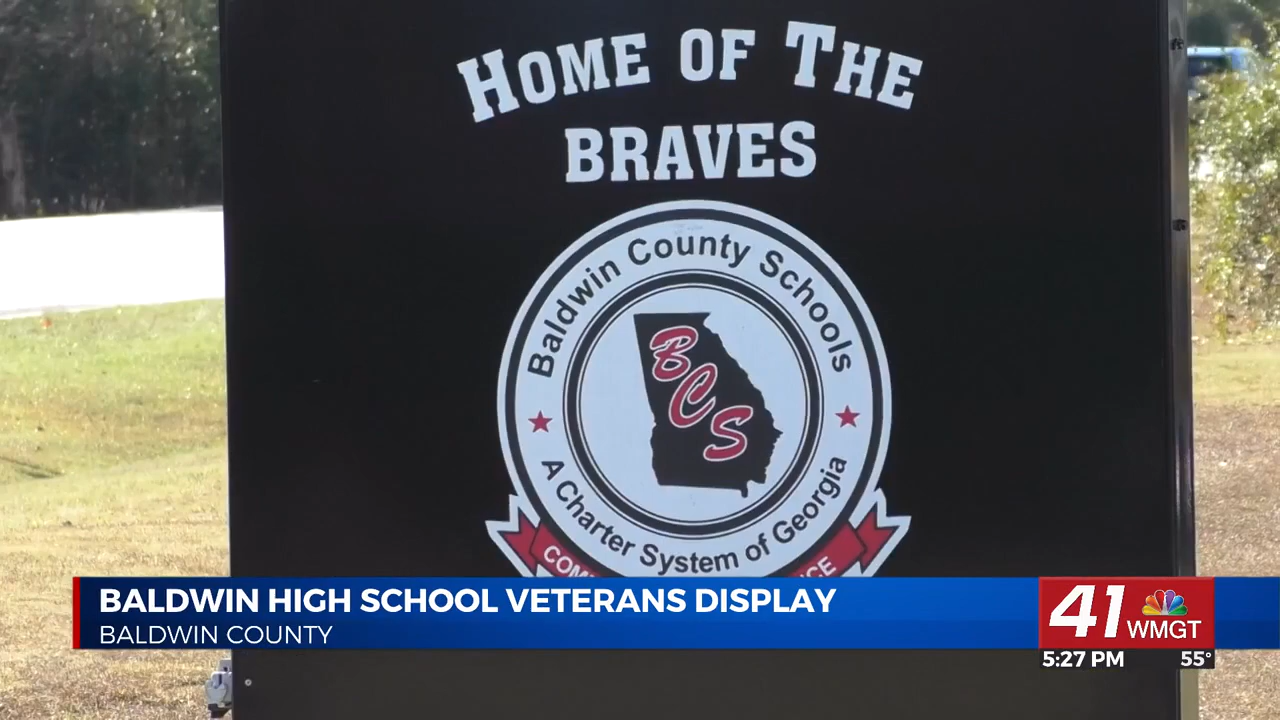 HOME OF THE
BRAVES
Baldwin County Schools
BCS
A Charter System of Georgia
BALDWIN HIGH SCHOOL VETERANS DISPLAY
BALDWIN COUNTY
41
WMGT
5:27 PM 55°